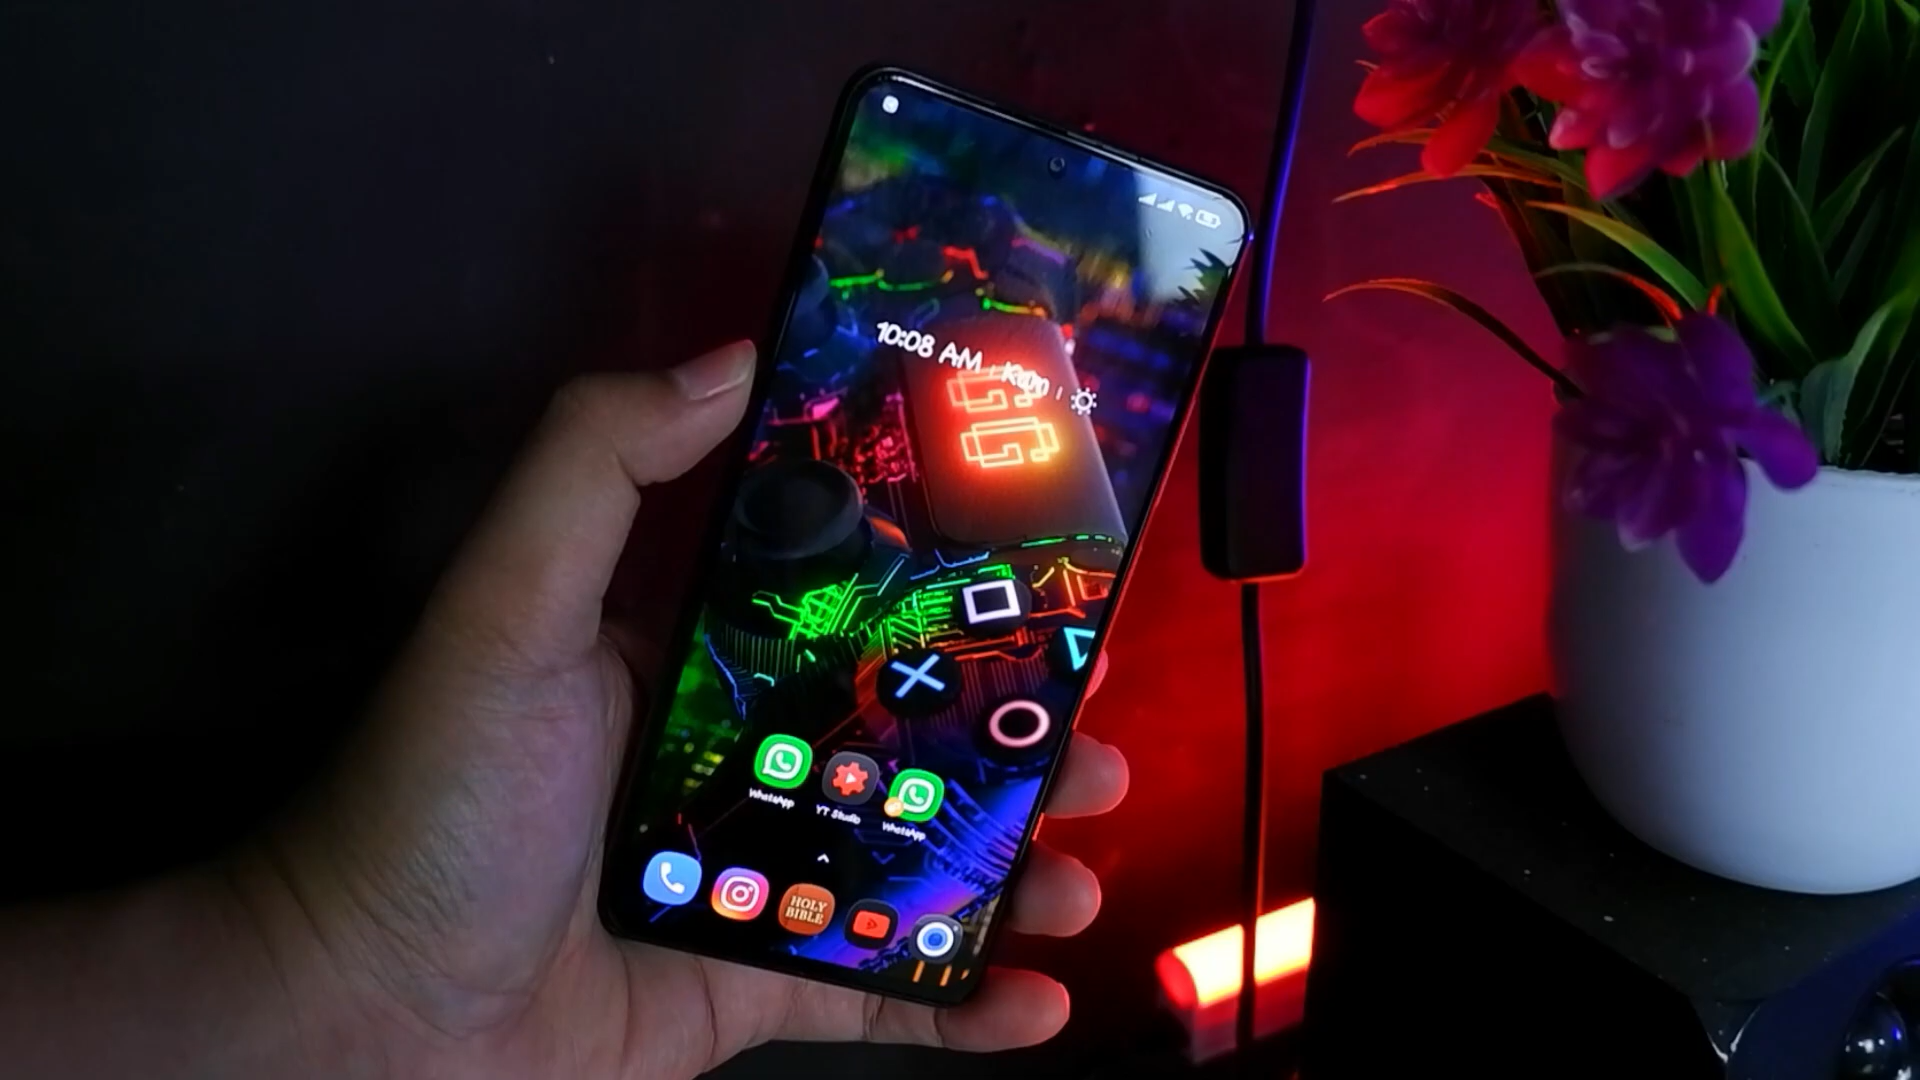 10:08 AM
WhatsApp
YT Studio
WhatsApp
HOLY
BIBLE